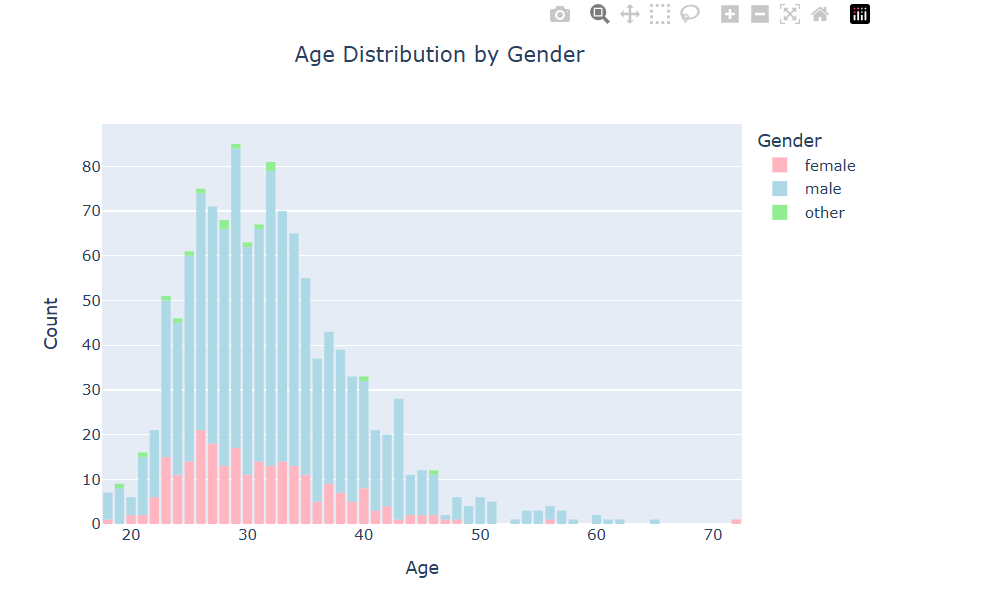 Age Distribution by Gender
Gender
female
male
other
Count
80
70
60
50
40
30
20
10
0
20 30 40 50 60 70
Age